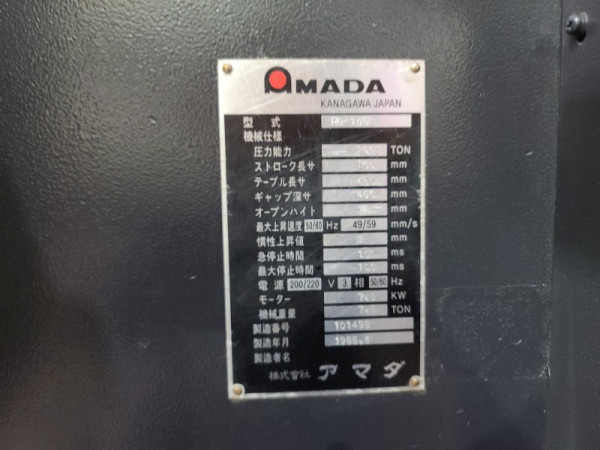 AMADA
KANAGAWA JAPAN
型式
機械仕様
圧力能力 TON
ストローク長サ mm
テーブル長サ mm
ギャップ深サ mm
オープンハイト mm
最大上昇速度 50/60 Hz 49/59 mm/s
惰性上昇値 mm
急停止時間 ms
最大停止時間 ms
電源 200/220 V 3 相 50/60 Hz
モーター KW
機械重量 TON
製造番号
製造年月
製造者名
株式会社 アマダ